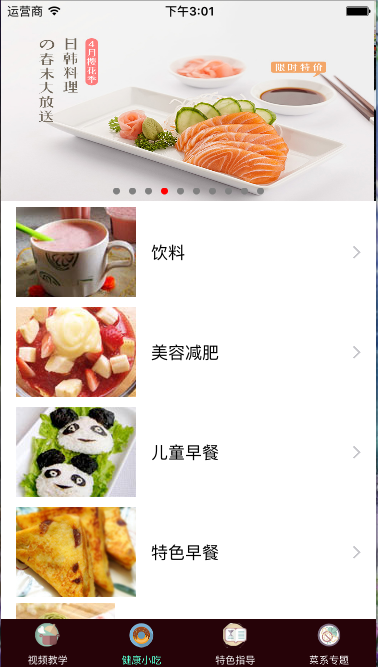 运营商 下午3:01
4月樱花季
日韩料理
の春末大放送
限时特价
饮料
美容减肥
儿童早餐
特色早餐
视频教学 健康小吃 特色指导 菜系专题